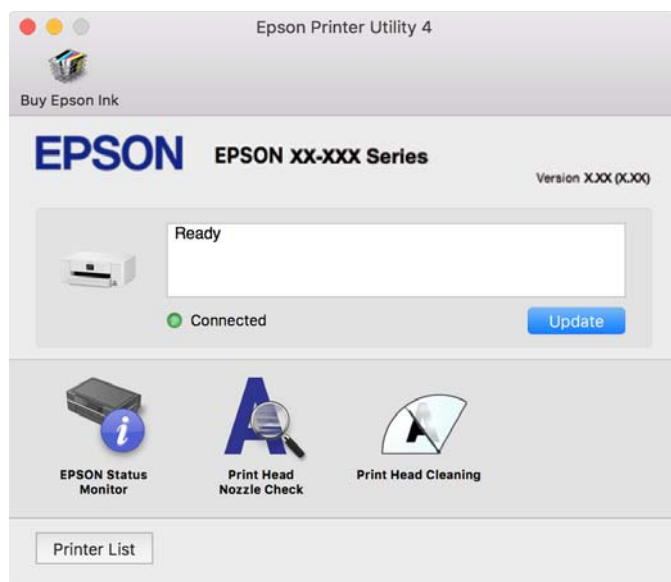 Epson Printer Utility 4
Buy Epson Ink
EPSON
EPSON XX-XXX Series
Version X.XX (X.XX)
Ready
Connected
Update
EPSON Status
Monitor
Print Head
Nozzle Check
Print Head Cleaning
Printer List